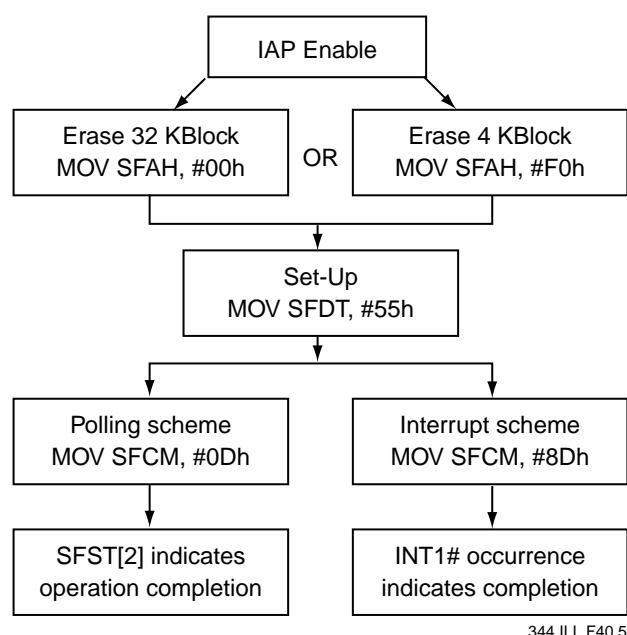 IAP Enable
Erase 32 KBlock
MOV SFAH, #00h
OR
Erase 4 KBlock
MOV SFAH, #F0h
Set-Up
MOV SFDT, #55h
Polling scheme
MOV SFCM, #0Dh
Interrupt scheme
MOV SFCM, #8Dh
SFST[2] indicates
operation completion
INT1# occurrence
indicates completion
344 ILL F40.5